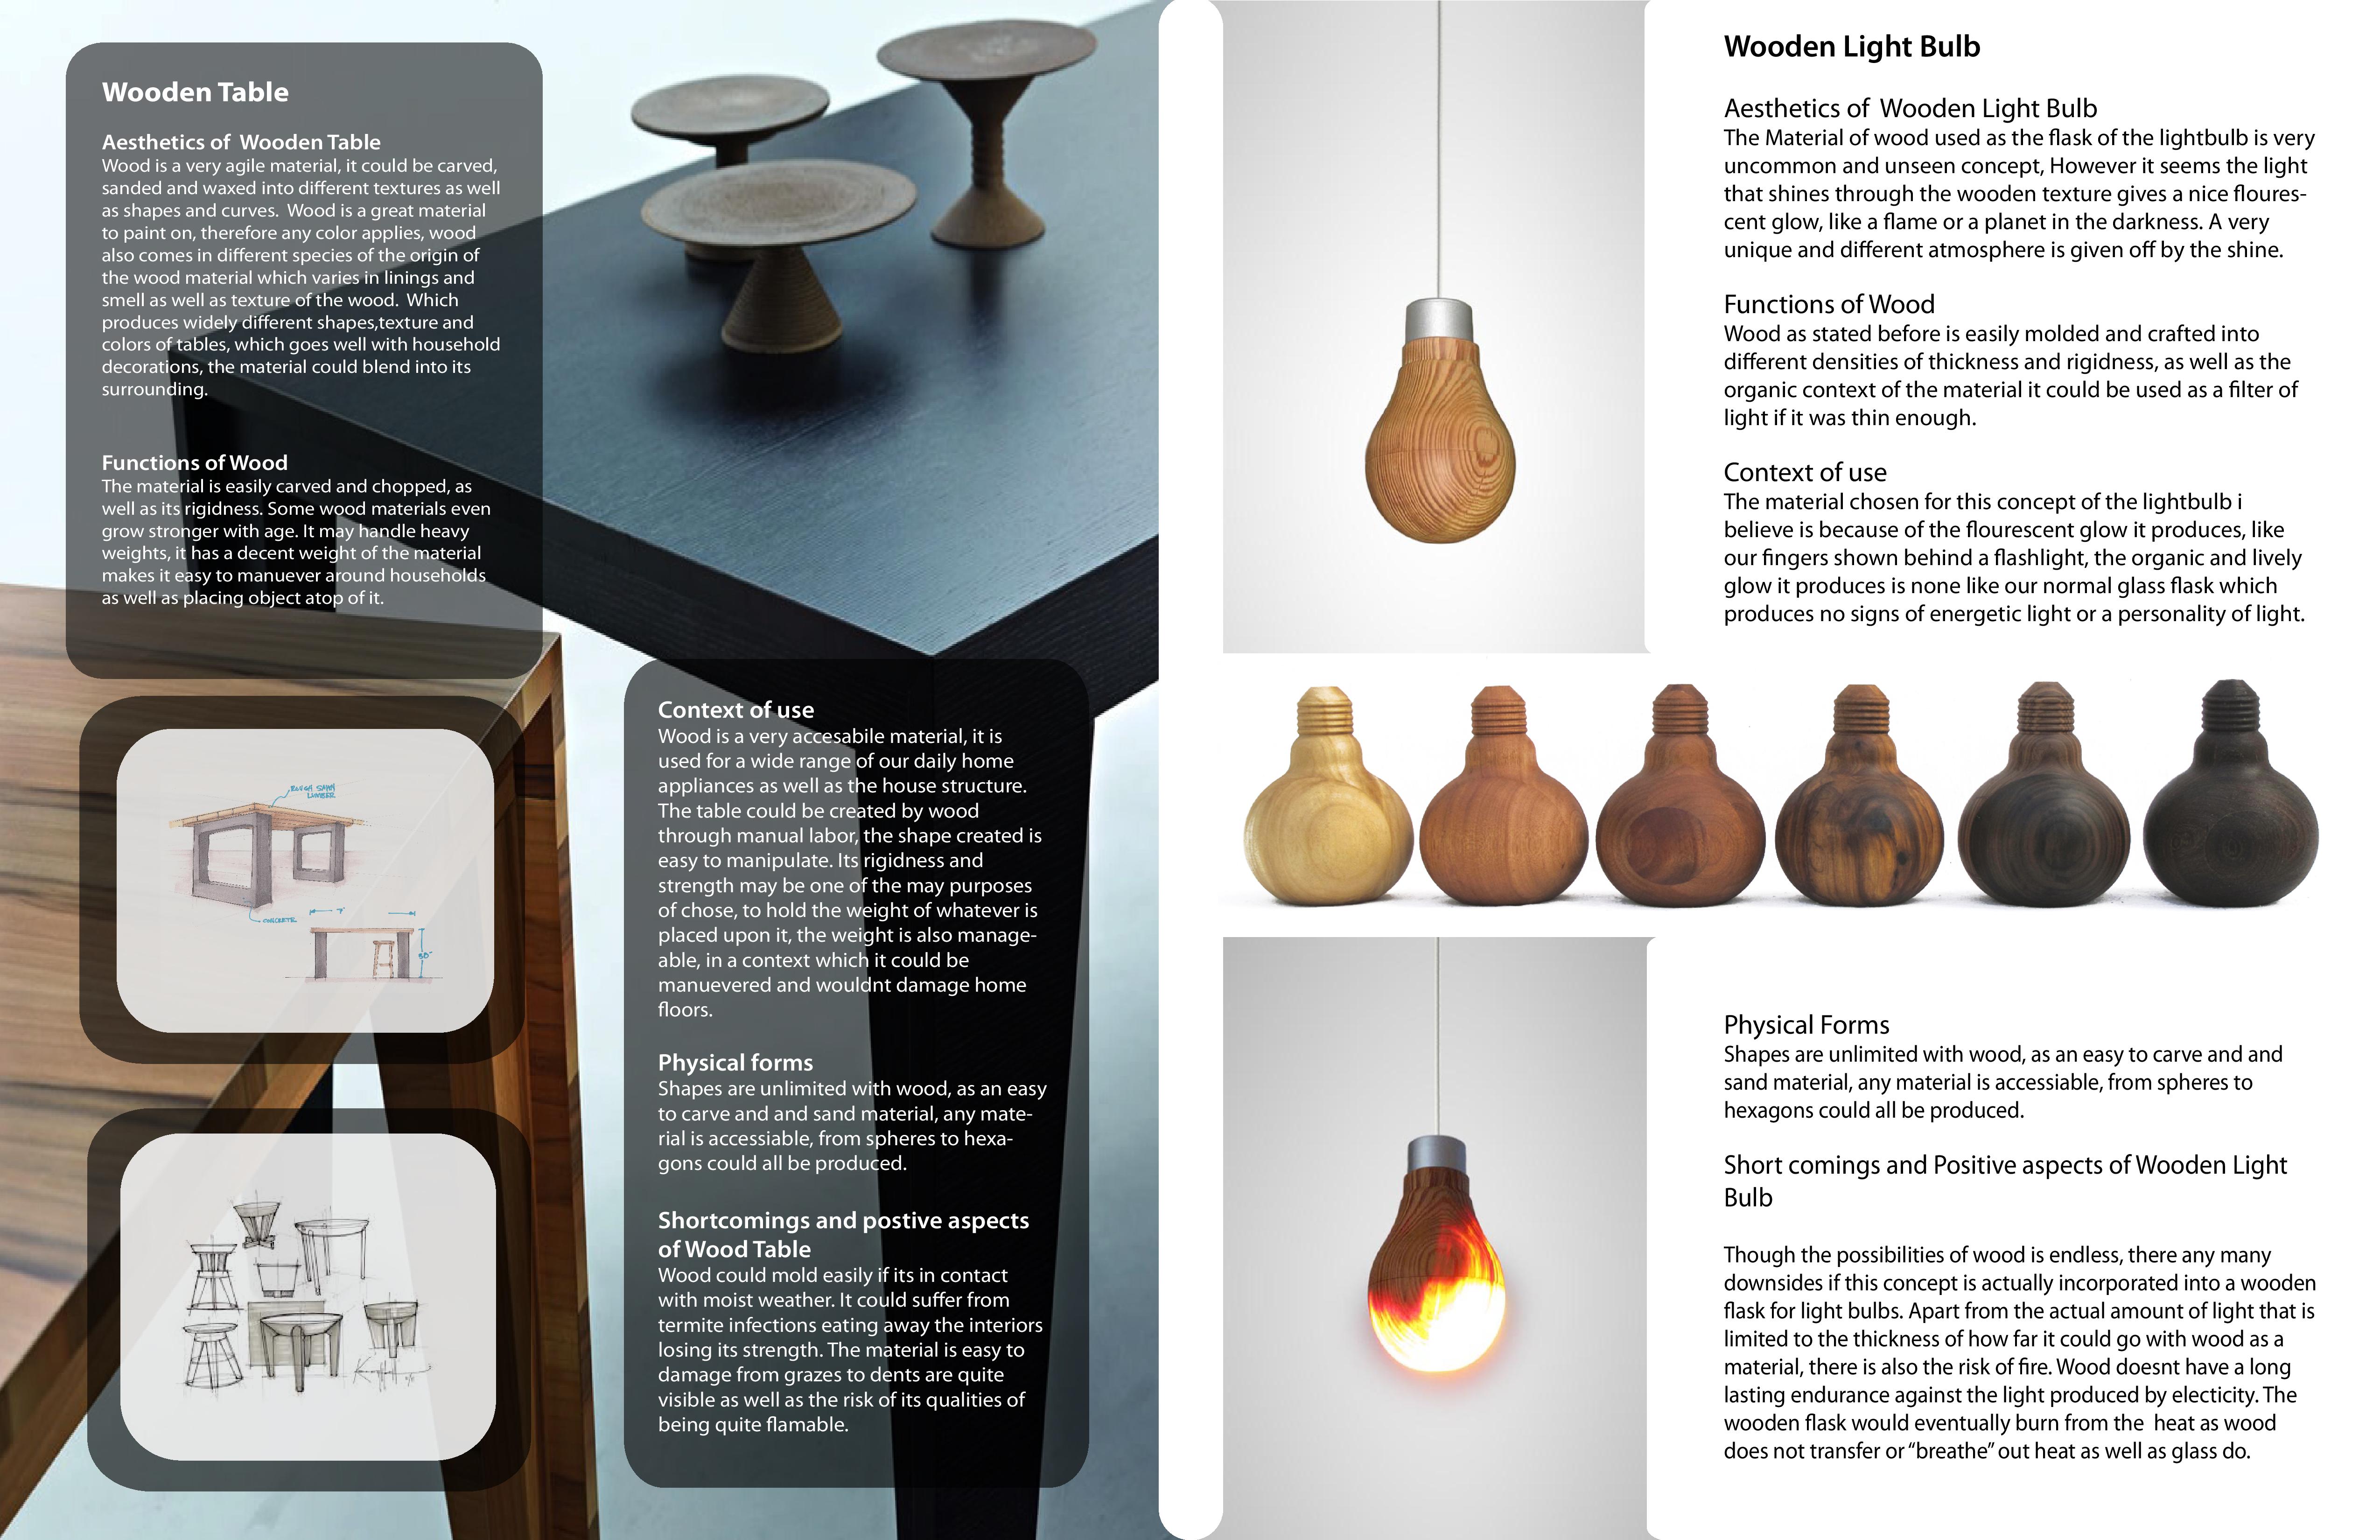 Wooden Table
Aesthetics of  Wooden Table
Wood is a very agile material, it could be carved,
sanded and waxed into different textures as well
as shapes and curves.  Wood is a great material
to paint on, therefore any color applies, wood
also comes in different species of the origin of
the wood material which varies in linings and
smell as well as texture of the wood.  Which
produces widely different shapes,texture and
colors of tables, which goes well with household
decorations, the material could blend into its
surrounding.
Functions of Wood
The material is easily carved and chopped, as
well as its rigidness. Some wood materials even
grow stronger with age. It may handle heavy
weights, it has a decent weight of the material
makes it easy to manuever around households
as well as placing object atop of it.
ROUGH SAWN
LUMBER
CONCRETE
7'
Context of use
Wood is a very accesabile material, it is
used for a wide range of our daily home
appliances as well as the house structure.
The table could be created by wood
through manual labor, the shape created is
easy to manipulate. Its rigidness and
strength may be one of the may purposes
of chose, to hold the weight of whatever is
placed upon it, the weight is also manage-
able, in a context which it could be
manuevered and wouldnt damage home
floors.
Physical forms
Shapes are unlimited with wood, as an easy
to carve and and sand material, any mate-
rial is accessiable, from spheres to hexa-
gons could all be produced.
Shortcomings and postive aspects
of Wood Table
Wood could mold easily if its in contact
with moist weather. It could suffer from
termite infections eating away the interiors
losing its strength. The material is easy to
damage from grazes to dents are quite
visible as well as the risk of its qualities of
being quite flamable.
Wooden Light Bulb
Aesthetics of  Wooden Light Bulb
The Material of wood used as the flask of the lightbulb is very
uncommon and unseen concept, However it seems the light
that shines through the wooden texture gives a nice floures-
cent glow, like a flame or a planet in the darkness. A very
unique and different atmosphere is given off by the shine.
Functions of Wood
Wood as stated before is easily molded and crafted into
different densities of thickness and rigidness, as well as the
organic context of the material it could be used as a filter of
light if it was thin enough.
Context of use
The material chosen for this concept of the lightbulb i
believe is because of the flourescent glow it produces, like
our fingers shown behind a flashlight, the organic and lively
glow it produces is none like our normal glass flask which
produces no signs of energetic light or a personality of light.
Physical Forms
Shapes are unlimited with wood, as an easy to carve and and
sand material, any material is accessiable, from spheres to
hexagons could all be produced.
Short comings and Positive aspects of Wooden Light
Bulb
Though the possibilities of wood is endless, there any many
downsides if this concept is actually incorporated into a wooden
flask for light bulbs. Apart from the actual amount of light that is
limited to the thickness of how far it could go with wood as a
material, there is also the risk of fire. Wood doesnt have a long
lasting endurance against the light produced by electicity. The
wooden flask would eventually burn from the  heat as wood
does not transfer or “breathe” out heat as well as glass do.